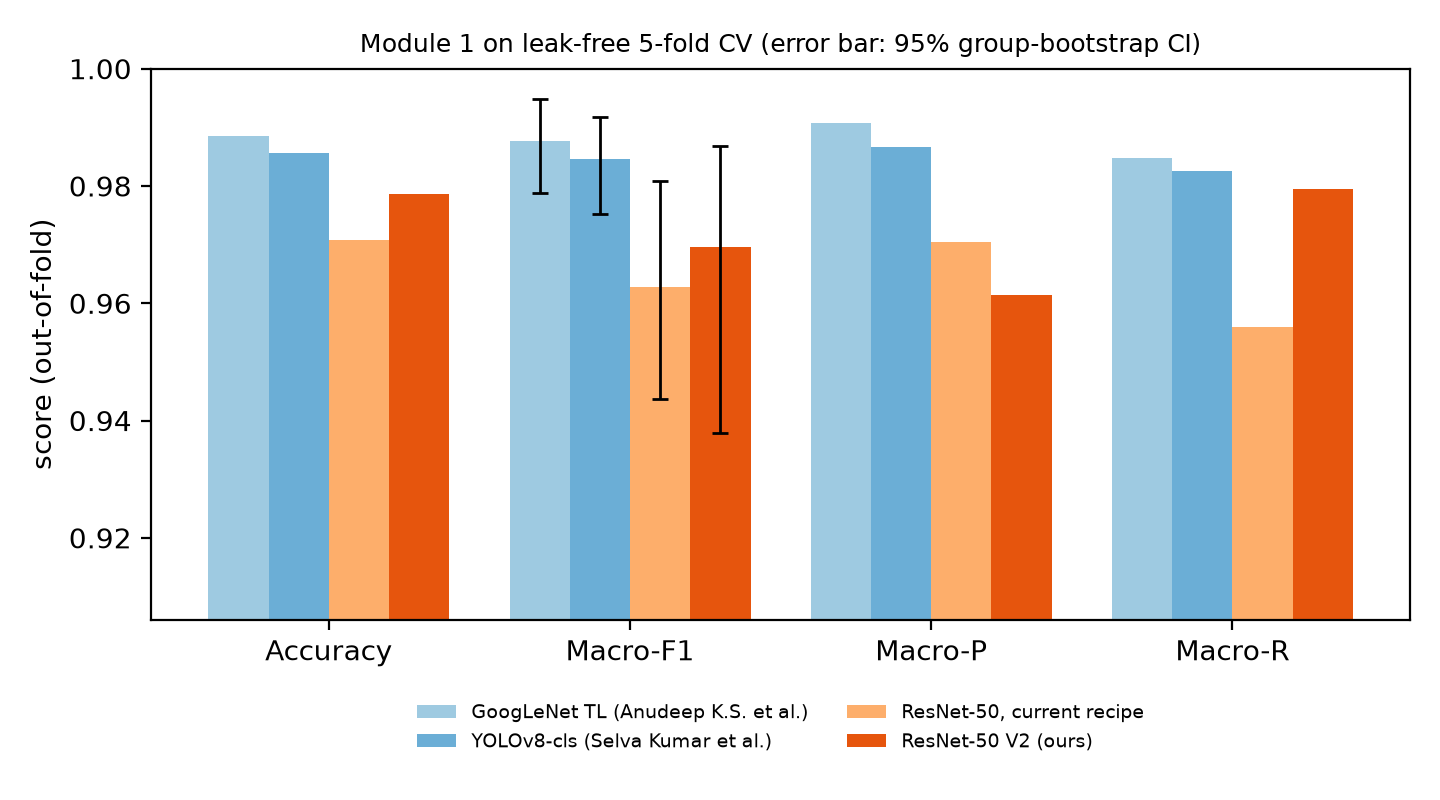 Module 1 on leak-free 5-fold CV (error bar: 95% group-bootstrap CI)
score (out-of-fold)
1.00
0.98
0.96
0.94
0.92
Accuracy
Macro-F1
Macro-P
Macro-R
GoogLeNet TL (Anudeep K.S. et al.)
YOLOv8-cls (Selva Kumar et al.)
ResNet-50, current recipe
ResNet-50 V2 (ours)